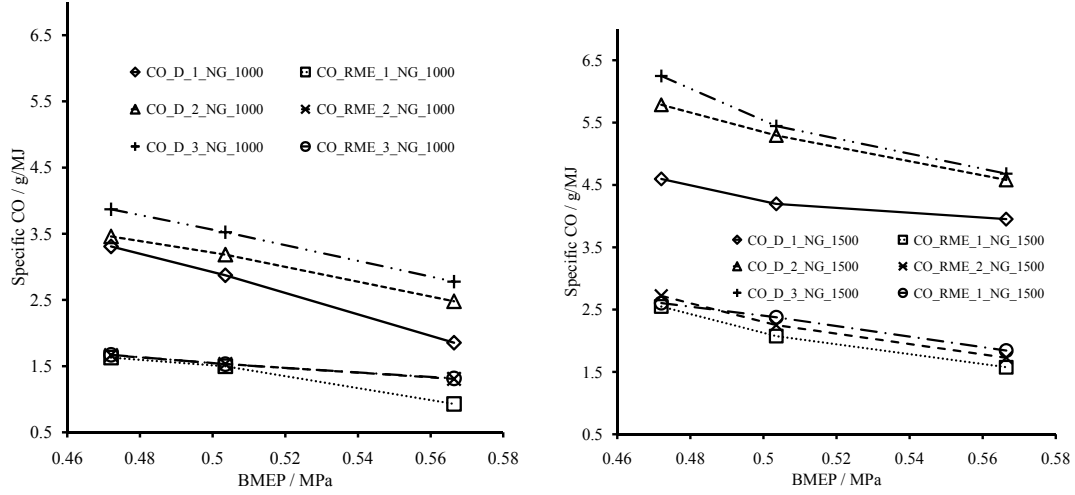 6.5
5.5
4.5
3.5
2.5
1.5
0.5
Specific CO / g/MJ
CO_D_1_NG_1000
CO_RME_1_NG_1000
CO_D_2_NG_1000
CO_RME_2_NG_1000
CO_D_3_NG_1000
CO_RME_3_NG_1000
0.46 0.48 0.5 0.52 0.54 0.56 0.58
BMEP / MPa
6.5
5.5
4.5
3.5
2.5
1.5
0.5
Specific CO / g/MJ
CO_D_1_NG_1500
CO_RME_1_NG_1500
CO_D_2_NG_1500
CO_RME_2_NG_1500
CO_D_3_NG_1500
CO_RME_1_NG_1500
0.46 0.48 0.5 0.52 0.54 0.56 0.58
BMEP / MPa